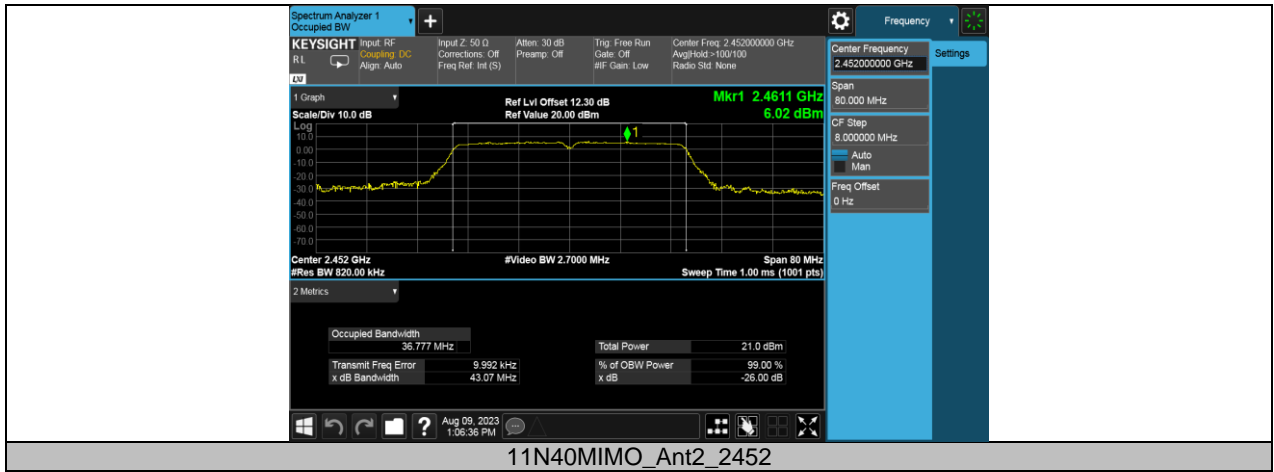 Spectrum Analyzer 1
Occupied BW
Frequency
KEYSIGHT
RL
LXI
Input: RF
Coupling: DC
Align: Auto
Input Z: 50 Ω
Corrections: Off
Freq Ref: Int (S)
Atten: 30 dB
Preamp: Off
Trig: Free Run
Gate: Off
#IF Gain: Low
Center Freq: 2.452000000 GHz
Avg|Hold:>100/100
Radio Std: None
Center Frequency
2.452000000 GHz
Settings
Span
80.000 MHz
CF Step
8.000000 MHz
Auto
Man
Freq Offset
0 Hz
1 Graph
Scale/Div 10.0 dB
Ref Lvl Offset 12.30 dB
Ref Value 20.00 dBm
Mkr1 2.4611 GHz
6.02 dBm
Log
10.0
0.00
-10.0
-20.0
-30.0
-40.0
-50.0
-60.0
-70.0
1
Center 2.452 GHz
#Video BW 2.7000 MHz
Span 80 MHz
#Res BW 820.00 kHz
Sweep Time 1.00 ms (1001 pts)
2 Metrics
Occupied Bandwidth
36.777 MHz
Total Power 21.0 dBm
Transmit Freq Error 9.992 kHz
% of OBW Power 99.00 %
x dB Bandwidth 43.07 MHz
x dB -26.00 dB
?
Aug 09, 2023
1:06:36 PM
11N40MIMO_Ant2_2452